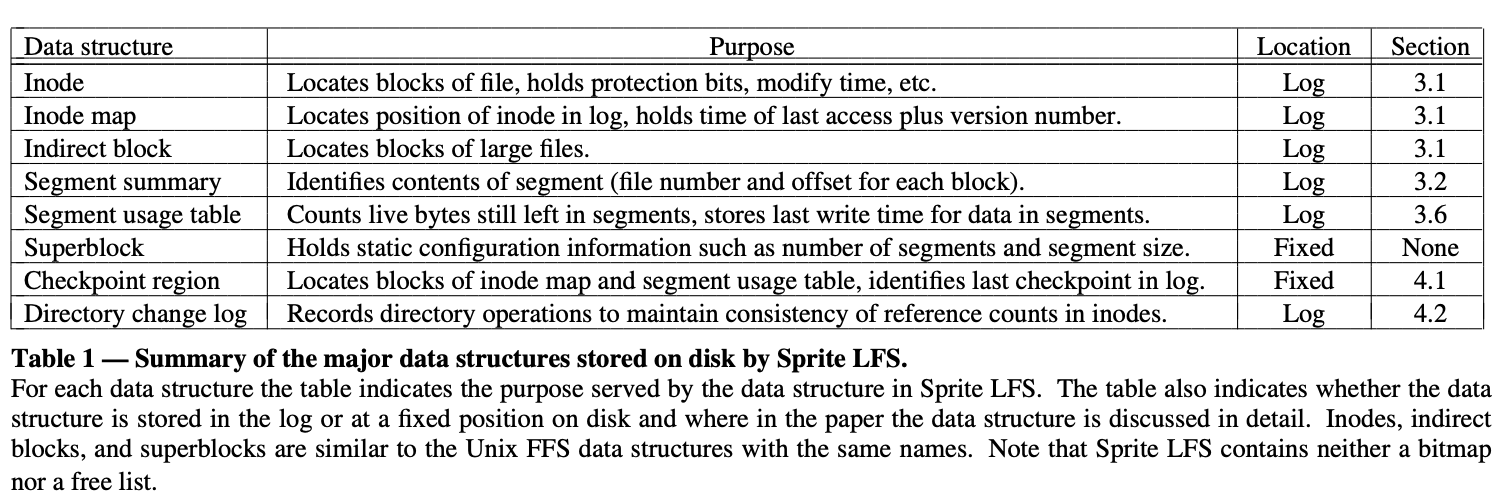 Data structure Purpose Location Section
Inode Locates blocks of file, holds protection bits, modify time, etc. Log 3.1
Inode map Locates position of inode in log, holds time of last access plus version number. Log 3.1
Indirect block Locates blocks of large files. Log 3.1
Segment summary Identifies contents of segment (file number and offset for each block). Log 3.2
Segment usage table Counts live bytes still left in segments, stores last write time for data in segments. Log 3.6
Superblock Holds static configuration information such as number of segments and segment size. Fixed None
Checkpoint region Locates blocks of inode map and segment usage table, identifies last checkpoint in log. Fixed 4.1
Directory change log Records directory operations to maintain consistency of reference counts in inodes. Log 4.2
Table 1 — Summary of the major data structures stored on disk by Sprite LFS.
For each data structure the table indicates the purpose served by the data structure in Sprite LFS. The table also indicates whether the data
structure is stored in the log or at a fixed position on disk and where in the paper the data structure is discussed in detail. Inodes, indirect
blocks, and superblocks are similar to the Unix FFS data structures with the same names. Note that Sprite LFS contains neither a bitmap
nor a free list.